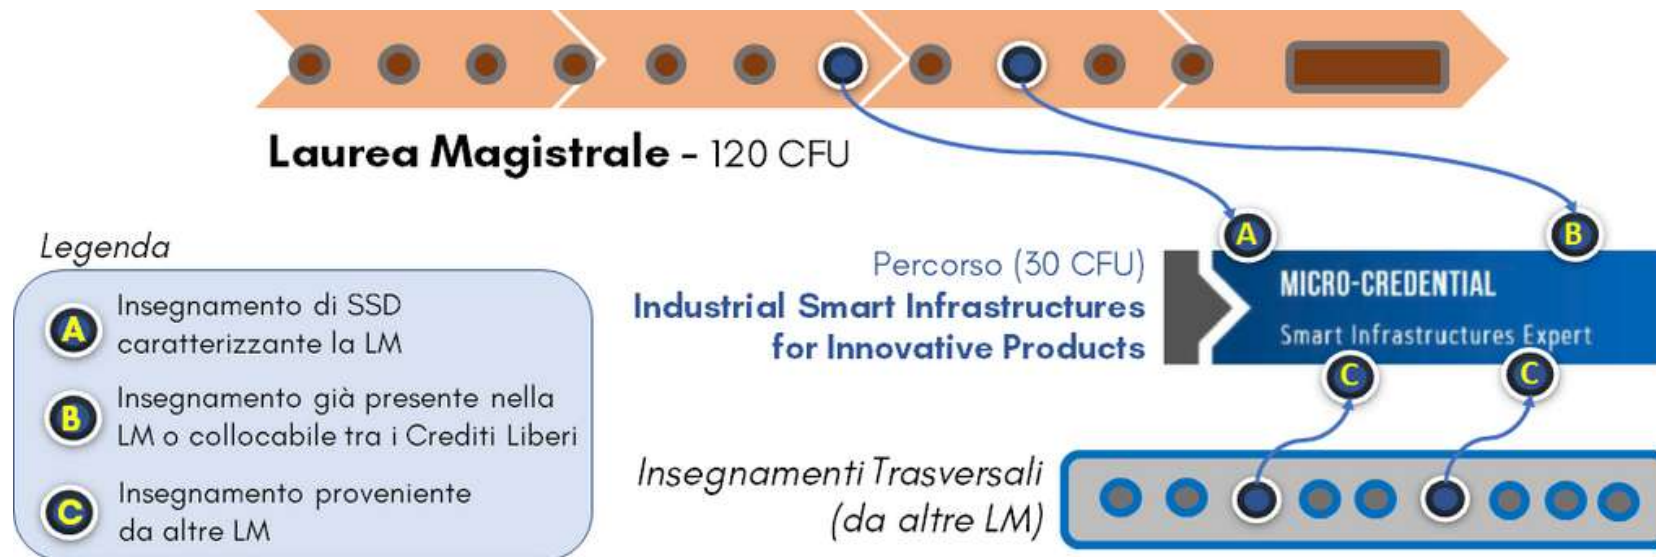 Laurea Magistrale - 120 CFU
Legenda
A
Insegnamento di SSD
caratterizzante la LM
B
Insegnamento già presente nella
LM o collocabile tra i Crediti Liberi
C
Insegnamento proveniente
da altre LM
Percorso (30 CFU)
Industrial Smart Infrastructures
for Innovative Products
A
B
MICRO-CREDENTIAL
Smart Infrastructures Expert
C
C
Insegnamenti Trasversali
(da altre LM)